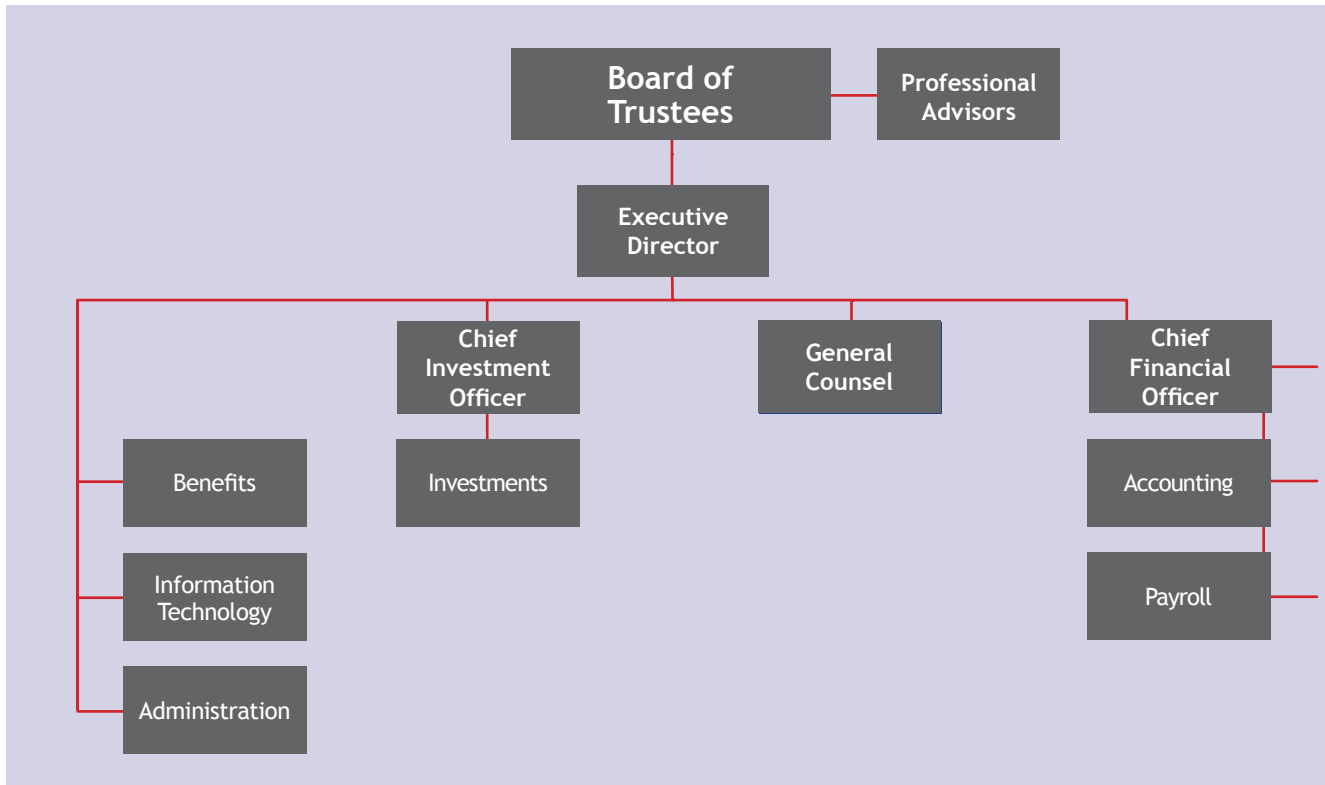 Board of
Trustees
Professional
Advisors
Executive
Director
Chief
Investment
Officer
General
Counsel
Chief
Financial
Officer
Benefits
Investments
Accounting
Information
Technology
Payroll
Administration